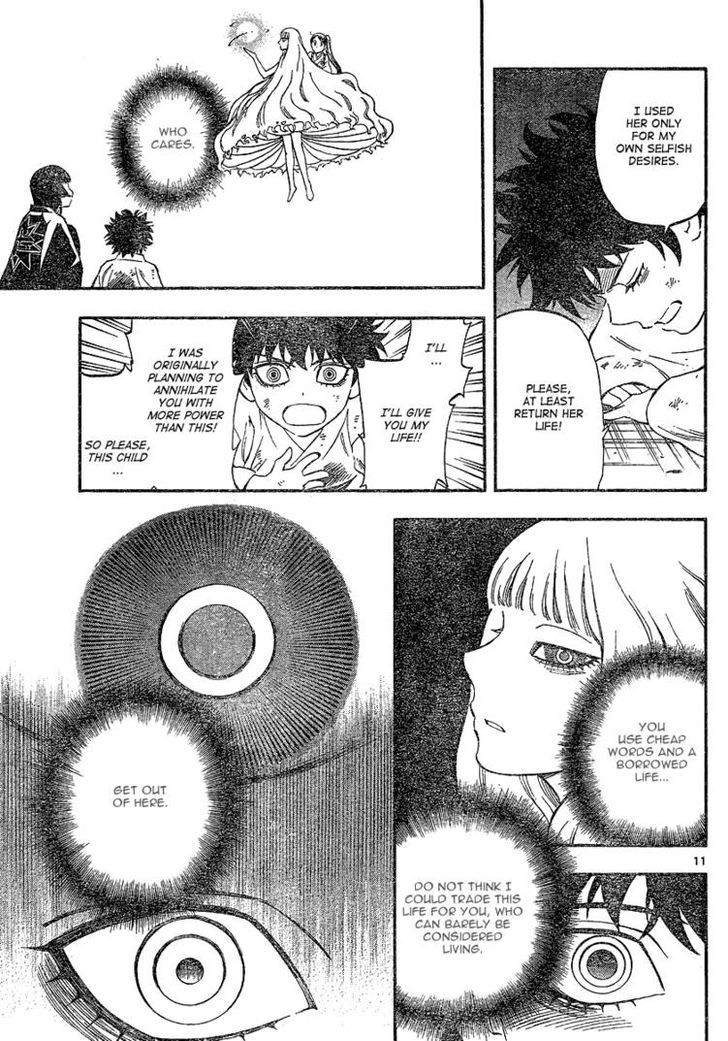 I USED
HER ONLY
FOR MY
OWN SELFISH
DESIRES.
PLEASE,
AT LEAST
RETURN HER
LIFE!
WHO
CARES.
I'LL
...
I'LL GIVE
YOU MY
LIFE!!
I WAS
ORIGINALLY
PLANNING TO
ANNIHILATE
YOU WITH
MORE POWER
THAN THIS!
SO PLEASE,
THIS CHILD
...
YOU
USE CHEAP
WORDS AND A
BORROWED
LIFE...
DO NOT THINK I
COULD TRADE THIS
LIFE FOR YOU, WHO
CAN BARELY BE
CONSIDERED
LIVING.
GET OUT
OF HERE.
11